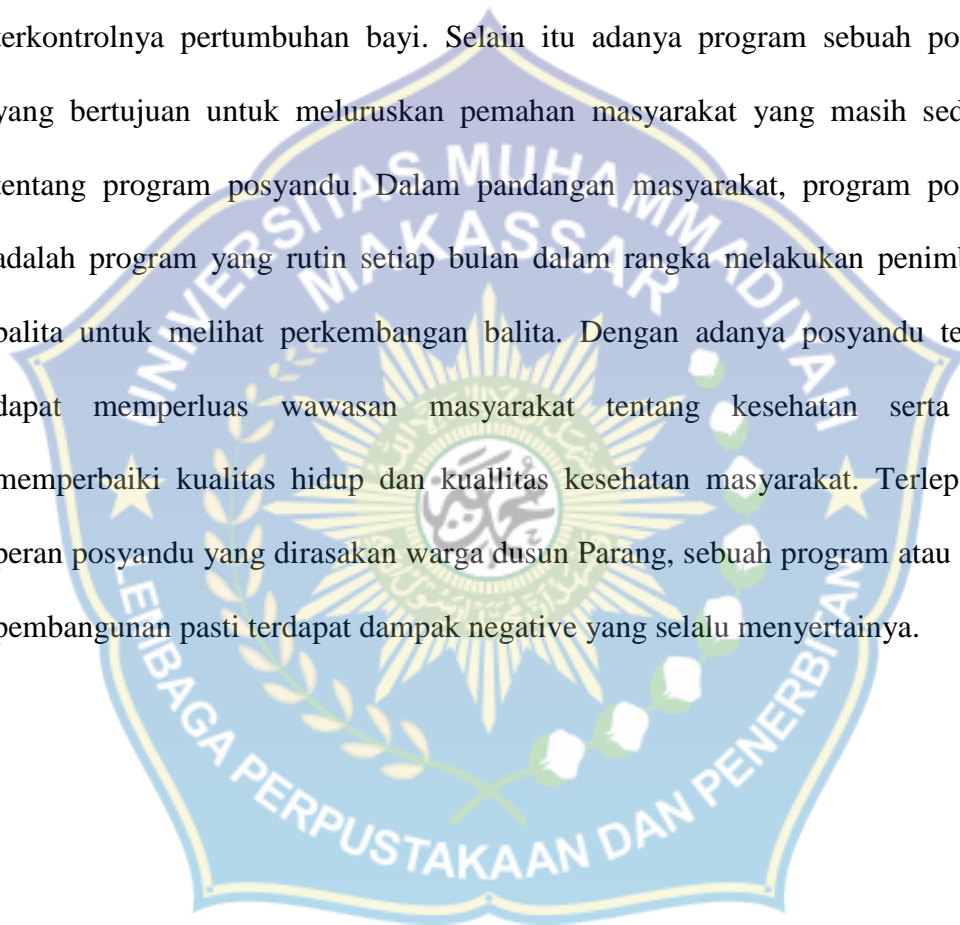 terkontrolnya pertumbuhan bayi. Selain itu adanya program sebuah po
yang bertujuan untuk meluruskan pemahan masyarakat yang masih sed
tentang program posyandu. Dalam pandangan masyarakat, program po
adalah program yang rutin setiap bulan dalam rangka melakukan penim
balita untuk melihat perkembangan balita. Dengan adanya posyandu te
dapat memperluas wawasan masyarakat tentang kesehatan serta
memperbaiki kualitas hidup dan kuallitas kesehatan masyarakat. Terlep
peran posyandu yang dirasakan warga dusun Parang, sebuah program atau
pembangunan pasti terdapat dampak negative yang selalu menyertainya.
UNIVERSITAS MUHAMMADIYAH
MAKASSAR
LEMBAGA PERPUSTAKAAN DAN PENERBITAN